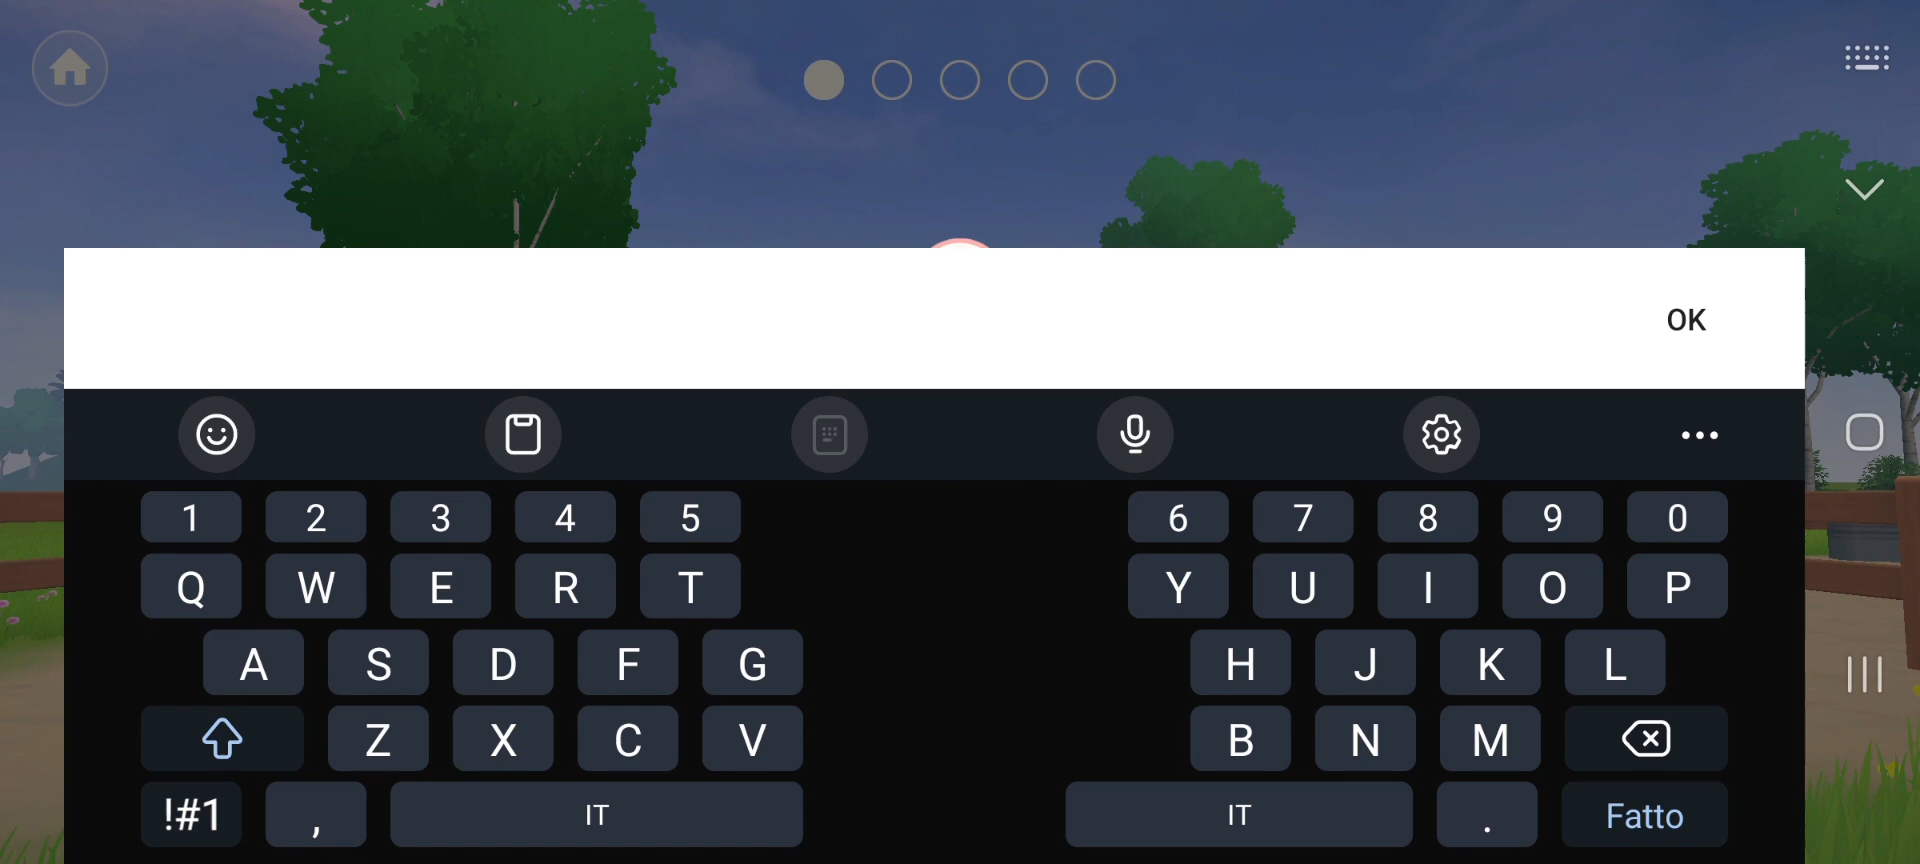 OK
1 2 3 4 5 6 7 8 9 0
Q W E R T Y U I O P
A S D F G H J K L
Z X C V B N M
!#1 , IT IT . Fatto